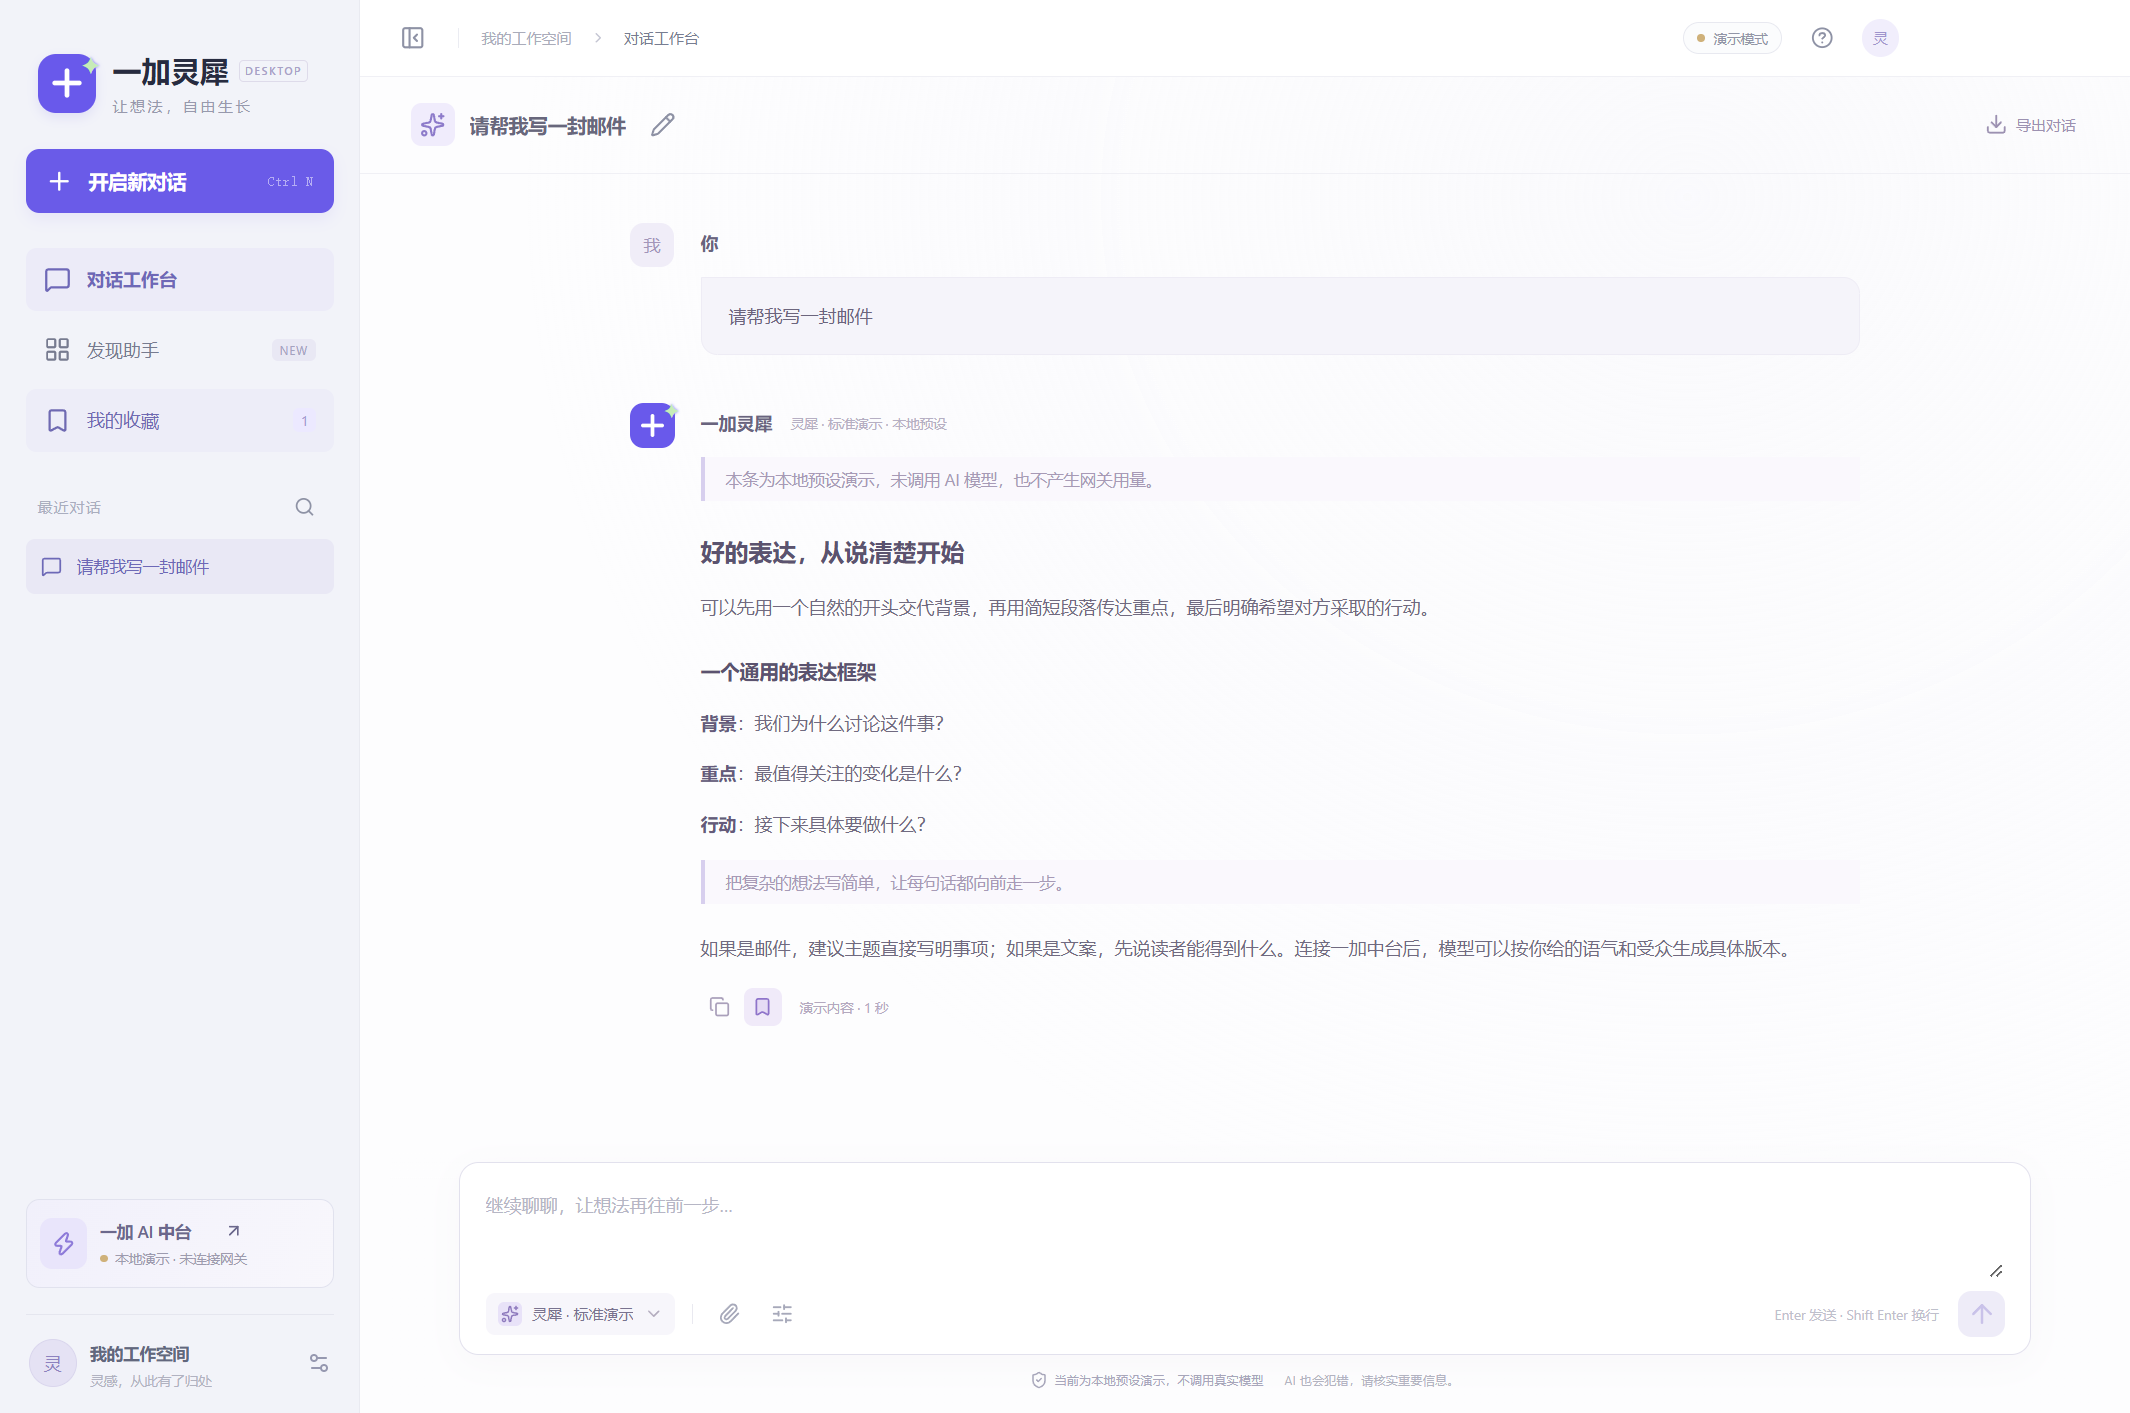 一加灵犀 DESKTOP
让想法，自由生长
开启新对话 Ctrl N
对话工作台
发现助手 NEW
我的收藏 1
最近对话
请帮我写一封邮件
一加 AI 中台
本地演示 · 未连接网关
灵 我的工作空间
灵感，从此有了归处
我的工作空间 对话工作台
演示模式 灵
请帮我写一封邮件
导出对话
我 你
请帮我写一封邮件
一加灵犀 灵犀 · 标准演示 · 本地预设
本条为本地预设演示，未调用 AI 模型，也不产生网关用量。
好的表达，从说清楚开始
可以先用一个自然的开头交代背景，再用简短段落传达重点，最后明确希望对方采取的行动。
一个通用的表达框架
背景：我们为什么讨论这件事？
重点：最值得关注的变化是什么？
行动：接下来具体要做什么？
把复杂的想法写简单，让每句话都向前走一步。
如果是邮件，建议主题直接写明事项；如果是文案，先说读者能得到什么。连接一加中台后，模型可以按你给的语气和受众生成具体版本。
演示内容 · 1 秒
继续聊聊，让想法再往前一步...
灵犀 · 标准演示
Enter 发送 · Shift Enter 换行
当前为本地预设演示，不调用真实模型 AI 也会犯错，请核实重要信息。